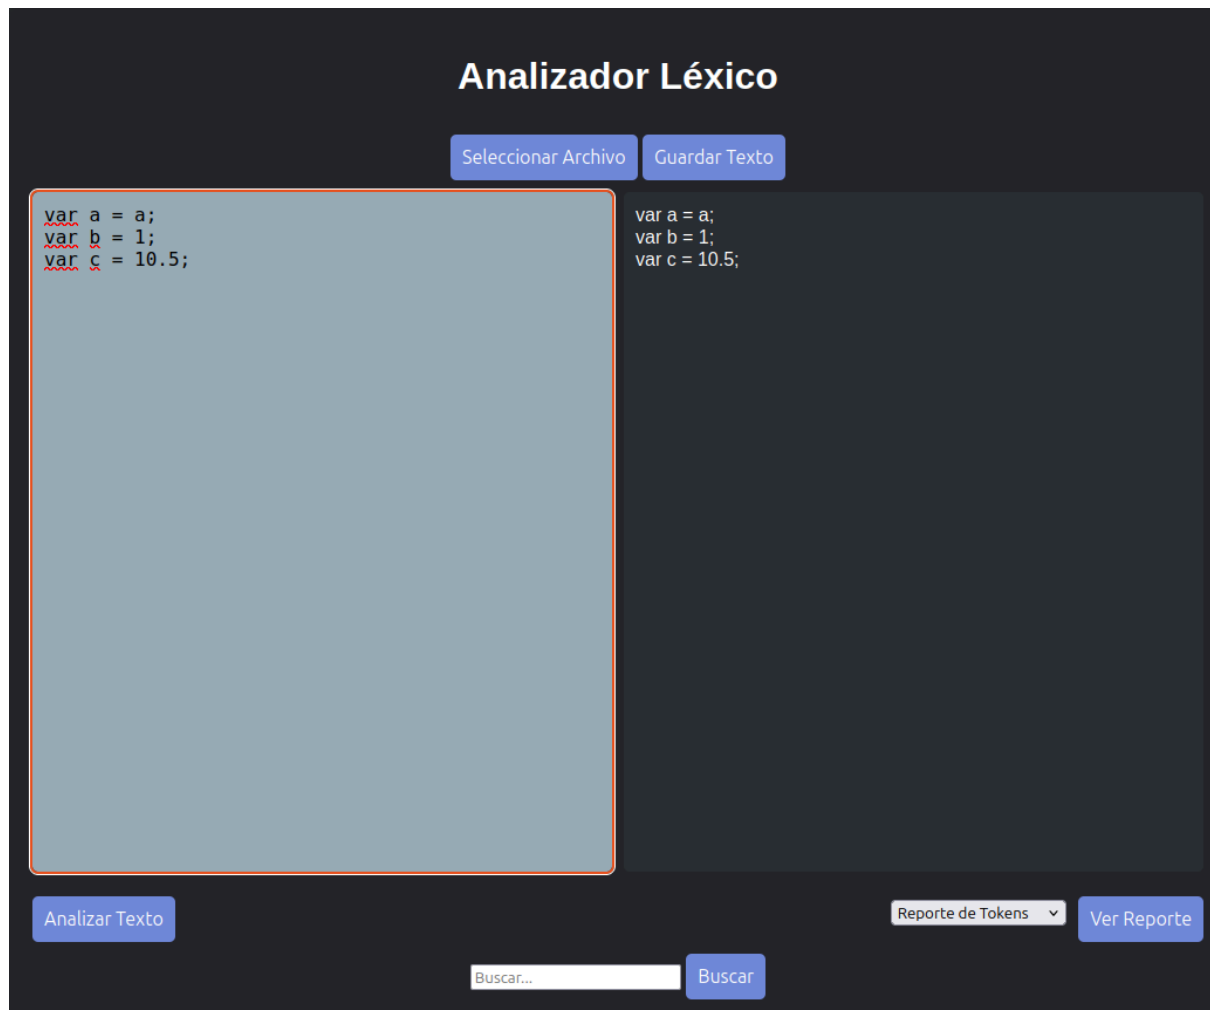 Analizador Léxico
Seleccionar Archivo
Guardar Texto
var a = a;
var b = 1;
var c = 10.5;
var a = a;
var b = 1;
var c = 10.5;
Analizar Texto
Reporte de Tokens
Ver Reporte
Buscar...
Buscar